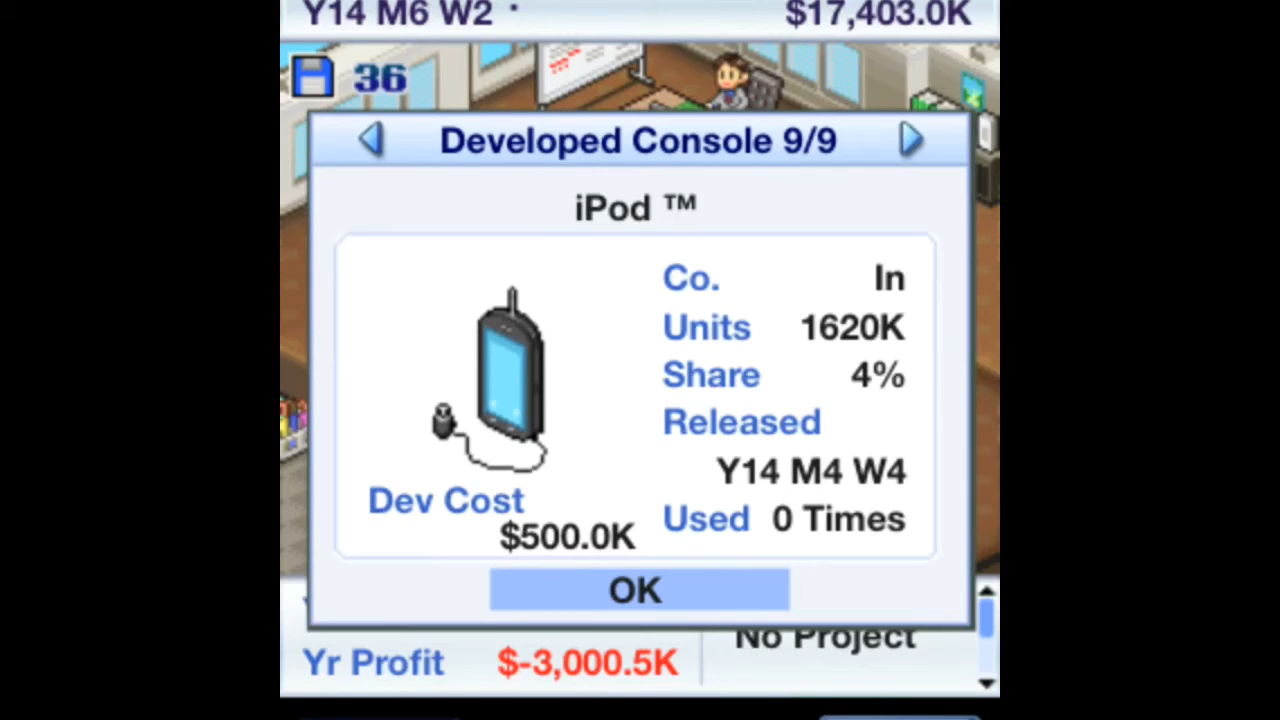 Y14 M6 W2 $17,403.0K
36
Developed Console 9/9
iPod ™
Co. In
Units 1620K
Share 4%
Released
Y14 M4 W4
Dev Cost
$500.0K
Used 0 Times
OK
No Project
Yr Profit $-3,000.5K